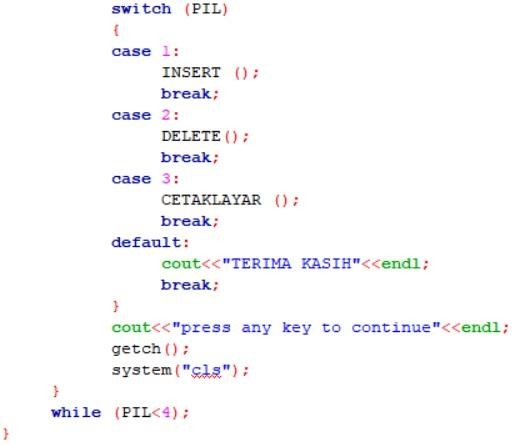 switch (PIL)
{
case 1:
INSERT ();
break;
case 2:
DELETE();
break;
case 3:
CETAKLAYAR ();
break;
default:
cout<<"TERIMA KASIH"<<endl;
break;
}
cout<<"press any key to continue"<<endl;
getch();
system("cls");
}
while (PIL<4);
}